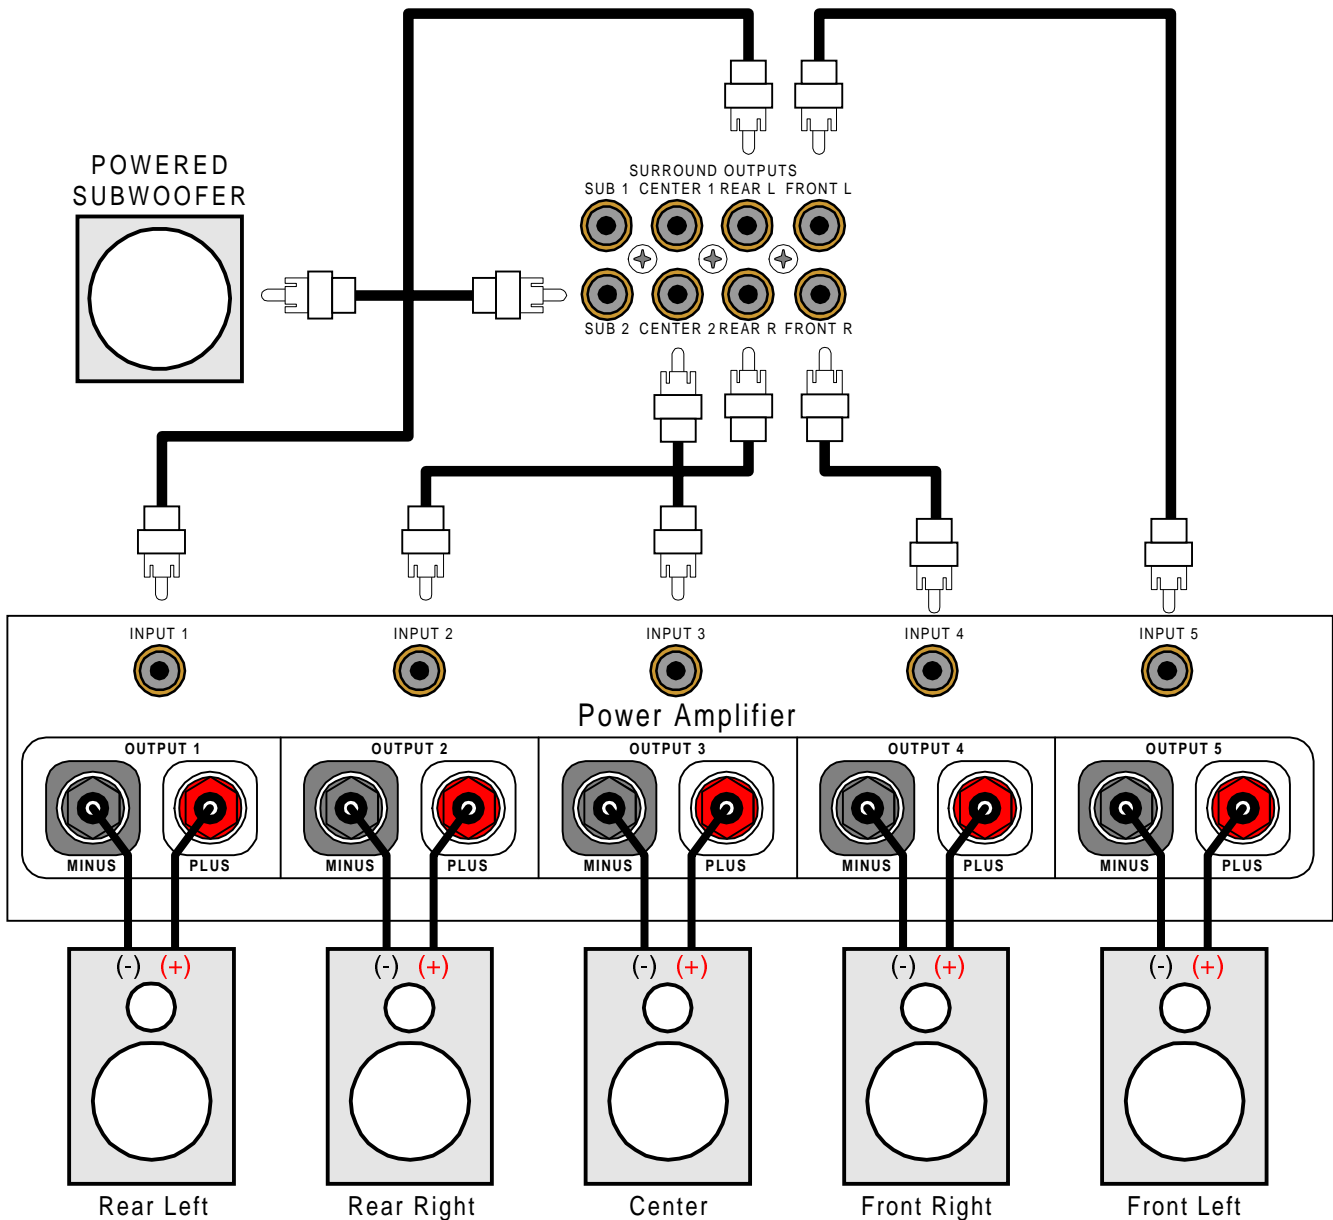 POWERED
SUBWOOFER
SURROUND OUTPUTS
SUB 1 CENTER 1 REAR L FRONT L
SUB 2 CENTER 2 REAR R FRONT R
INPUT 1 INPUT 2 INPUT 3 INPUT 4 INPUT 5
Power Amplifier
OUTPUT 1 OUTPUT 2 OUTPUT 3 OUTPUT 4 OUTPUT 5
MINUS PLUS MINUS PLUS MINUS PLUS MINUS PLUS MINUS PLUS
(-) (+) (-) (+) (-) (+) (-) (+) (-) (+)
Rear Left Rear Right Center Front Right Front Left